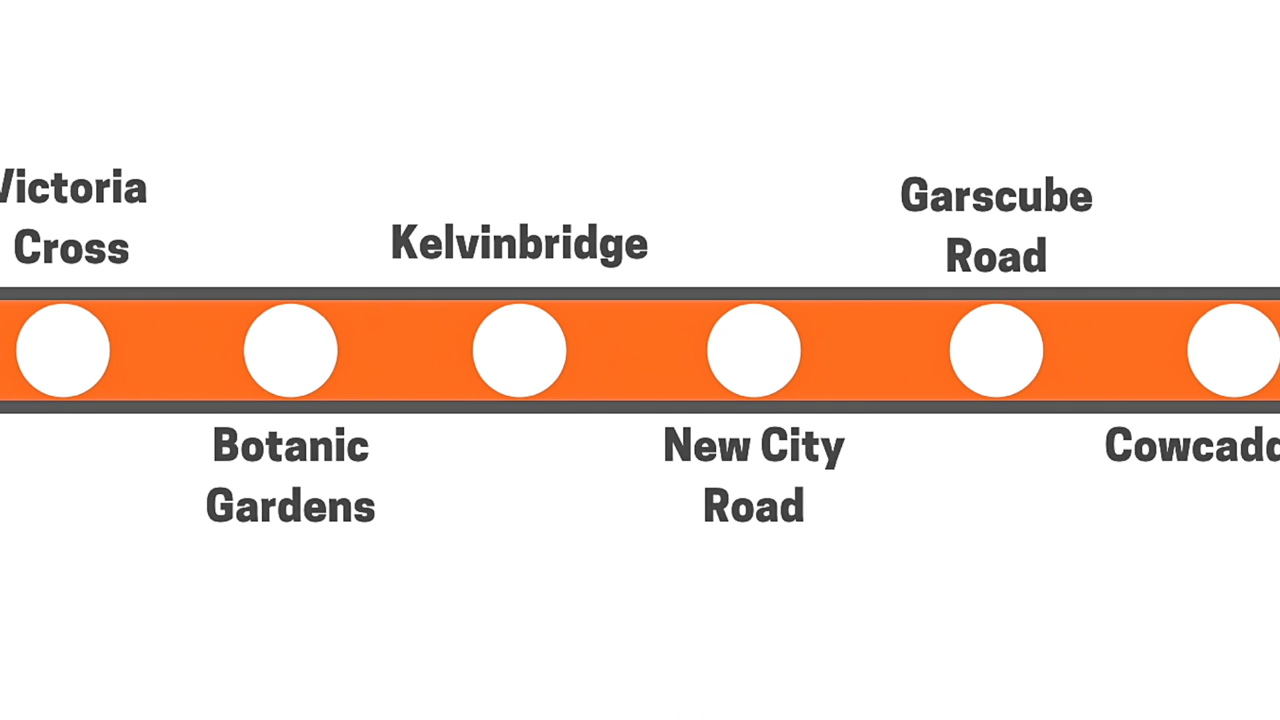 Victoria
Cross
Botanic
Gardens
Kelvinbridge
New City
Road
Garscube
Road